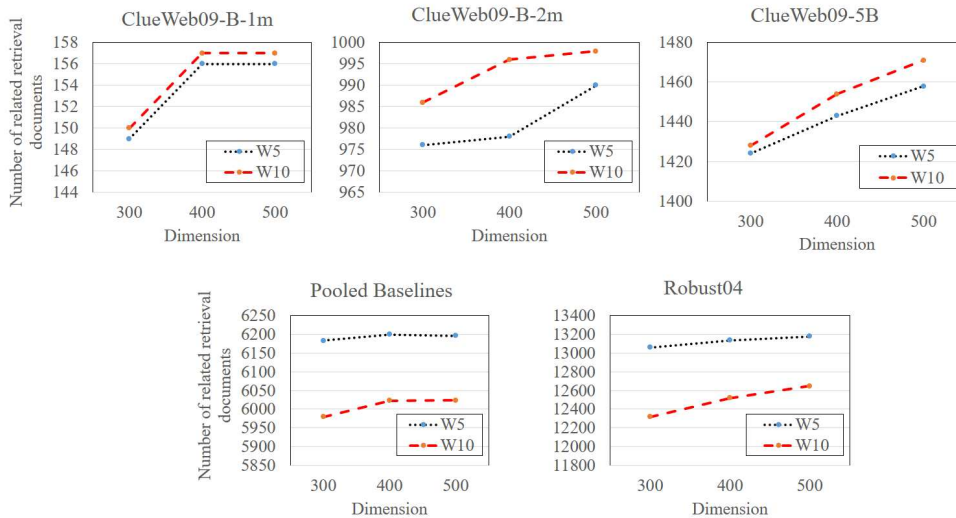 ClueWeb09-B-1m
Number of related retrieval
documents
158
156
154
152
150
148
146
144
W5
W10
300 400 500
Dimension
ClueWeb09-B-2m
1000
995
990
985
980
975
970
965
W5
W10
300 400 500
Dimension
ClueWeb09-5B
1480
1460
1440
1420
1400
W5
W10
300 400 500
Dimension
Pooled Baselines
Number of related retrieval
documents
6250
6200
6150
6100
6050
6000
5950
5900
5850
W5
W10
300 400 500
Dimension
Robust04
13400
13200
13000
12800
12600
12400
12200
12000
11800
W5
W10
300 400 500
Dimension